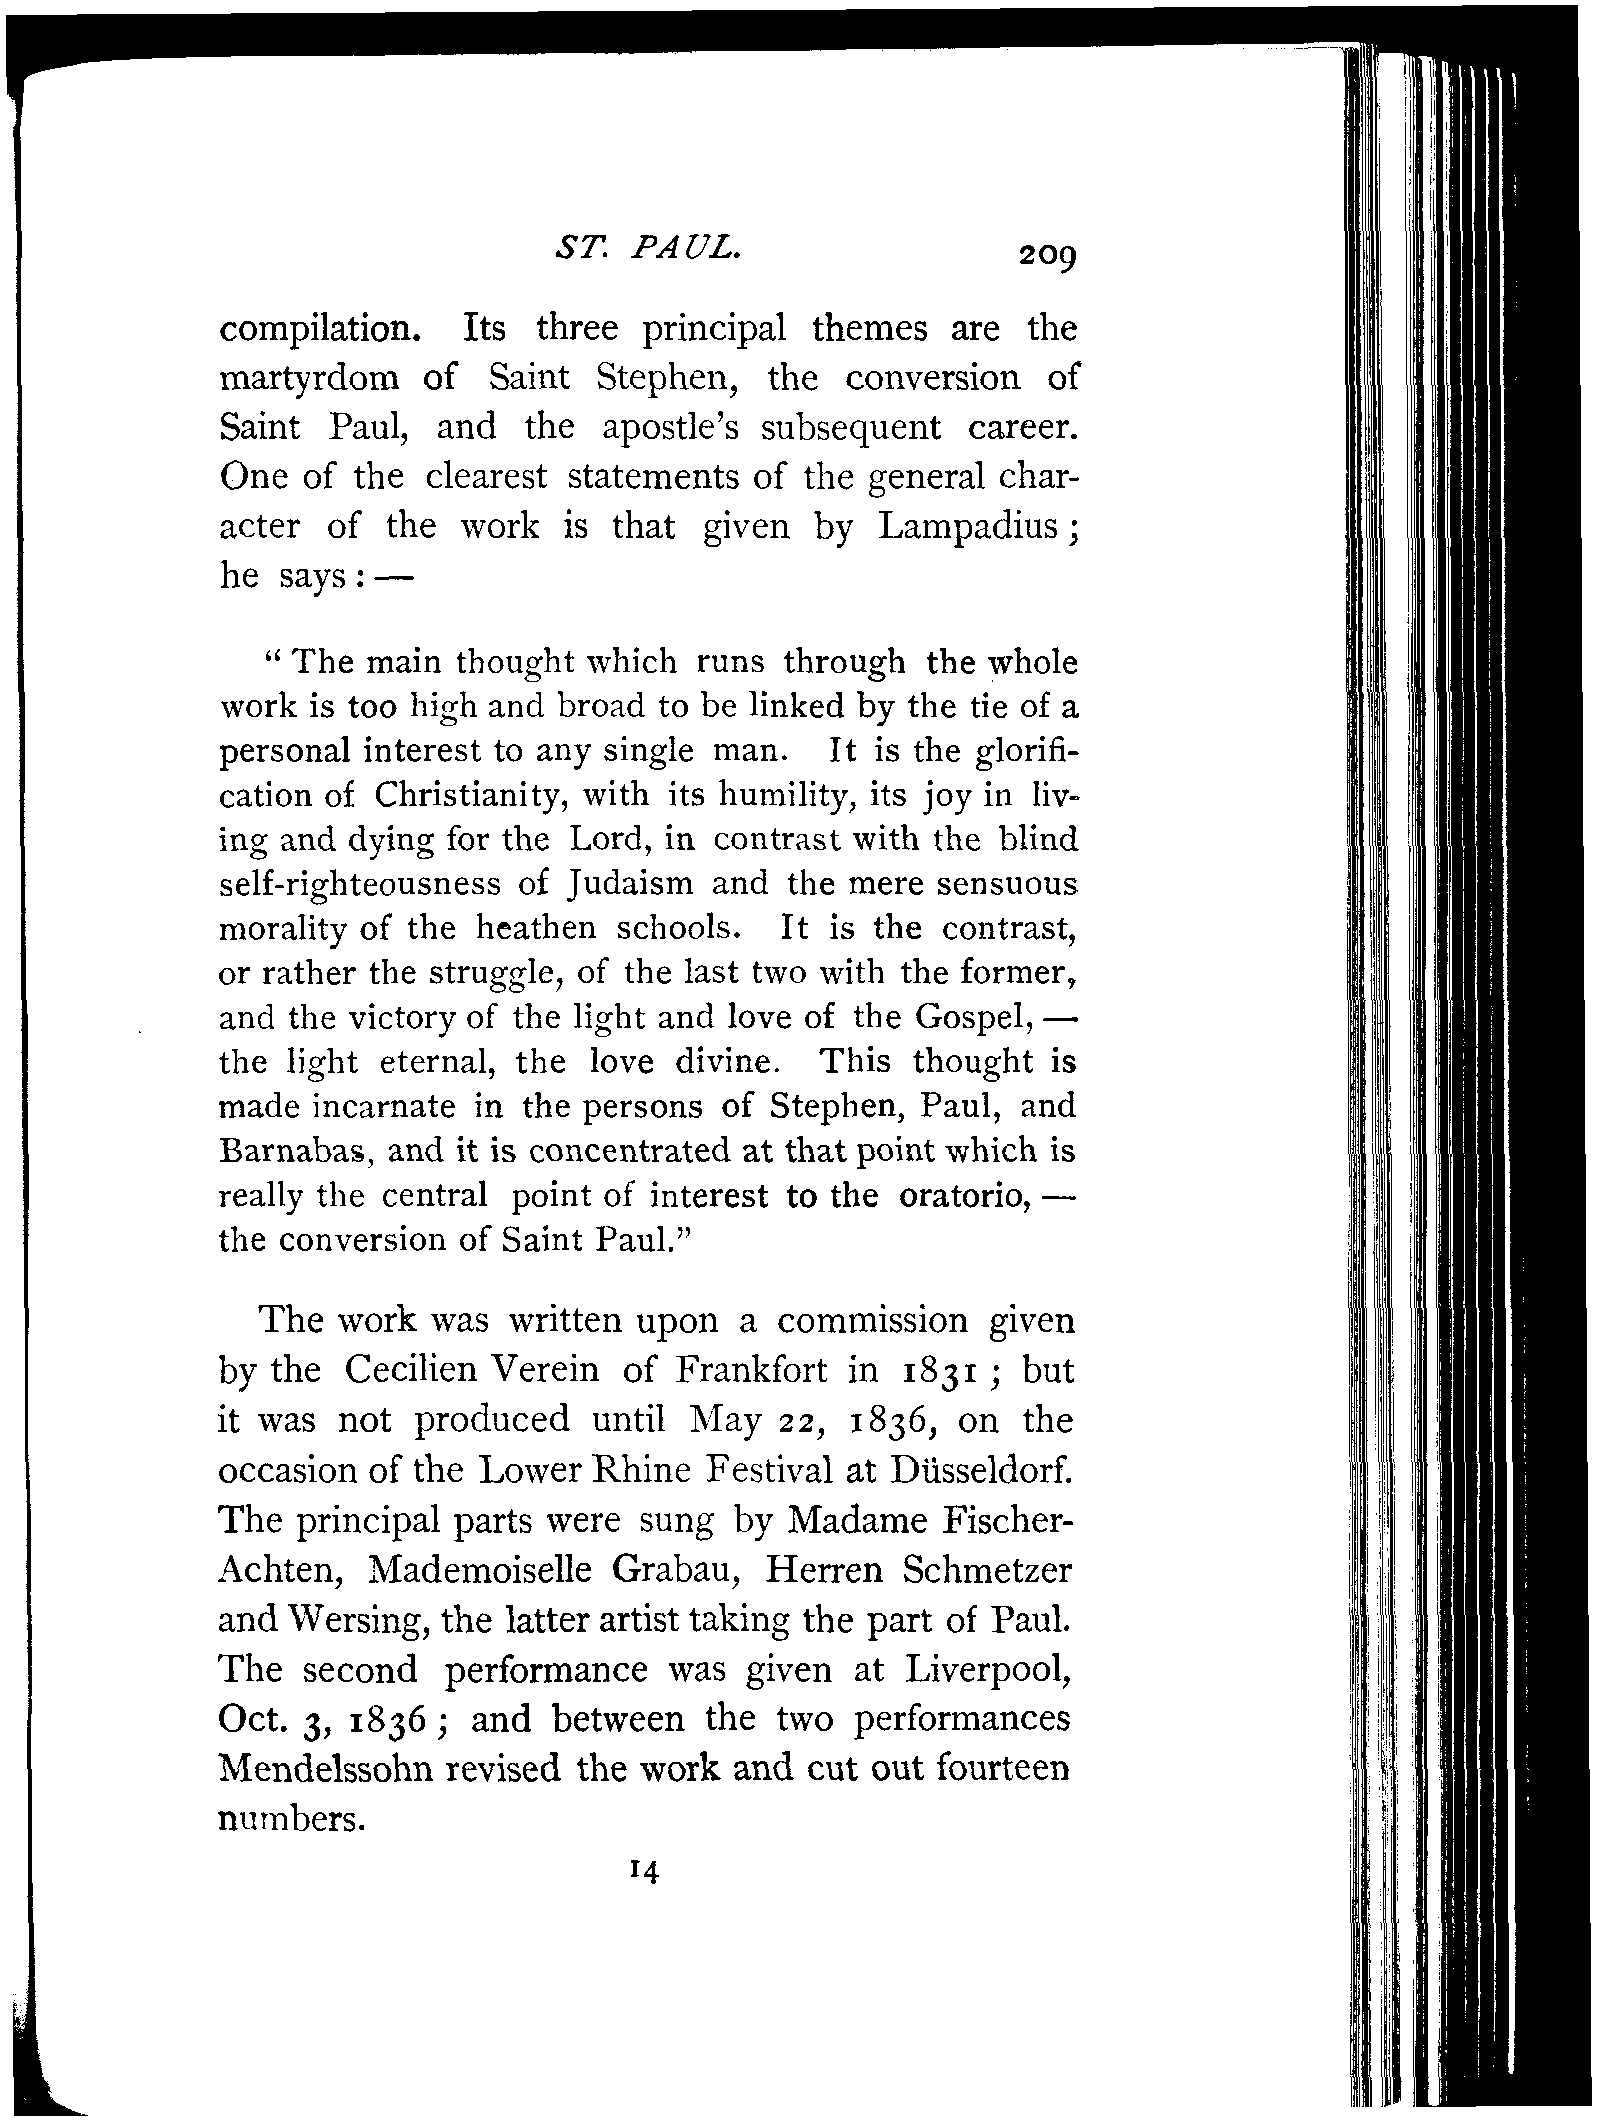 ST. PAUL. 209
compilation. Its three principal themes are the
martyrdom of Saint Stephen, the conversion of
Saint Paul, and the apostle's subsequent career.
One of the clearest statements of the general char-
acter of the work is that given by Lampadius ;
he says : —
" The main thought which runs through the whole
work is too high and broad to be linked by the tie of a
personal interest to any single man. It is the glorifi-
cation of Christianity, with its humility, its joy in liv-
ing and dying for the Lord, in contrast with the blind
self-righteousness of Judaism and the mere sensuous
morality of the heathen schools. It is the contrast,
or rather the struggle, of the last two with the former,
and the victory of the light and love of the Gospel, —
the light eternal, the love divine. This thought is
made incarnate in the persons of Stephen, Paul, and
Barnabas, and it is concentrated at that point which is
really the central point of interest to the oratorio, —
the conversion of Saint Paul."
The work was written upon a commission given
by the Cecilien Verein of Frankfort in 1831 ; but
it was not produced until May 22, 1836, on the
occasion of the Lower Rhine Festival at Düsseldorf.
The principal parts were sung by Madame Fischer-
Achten, Mademoiselle Grabau, Herren Schmetzer
and Wersing, the latter artist taking the part of Paul.
The second performance was given at Liverpool,
Oct. 3, 1836 ; and between the two performances
Mendelssohn revised the work and cut out fourteen
numbers.
14